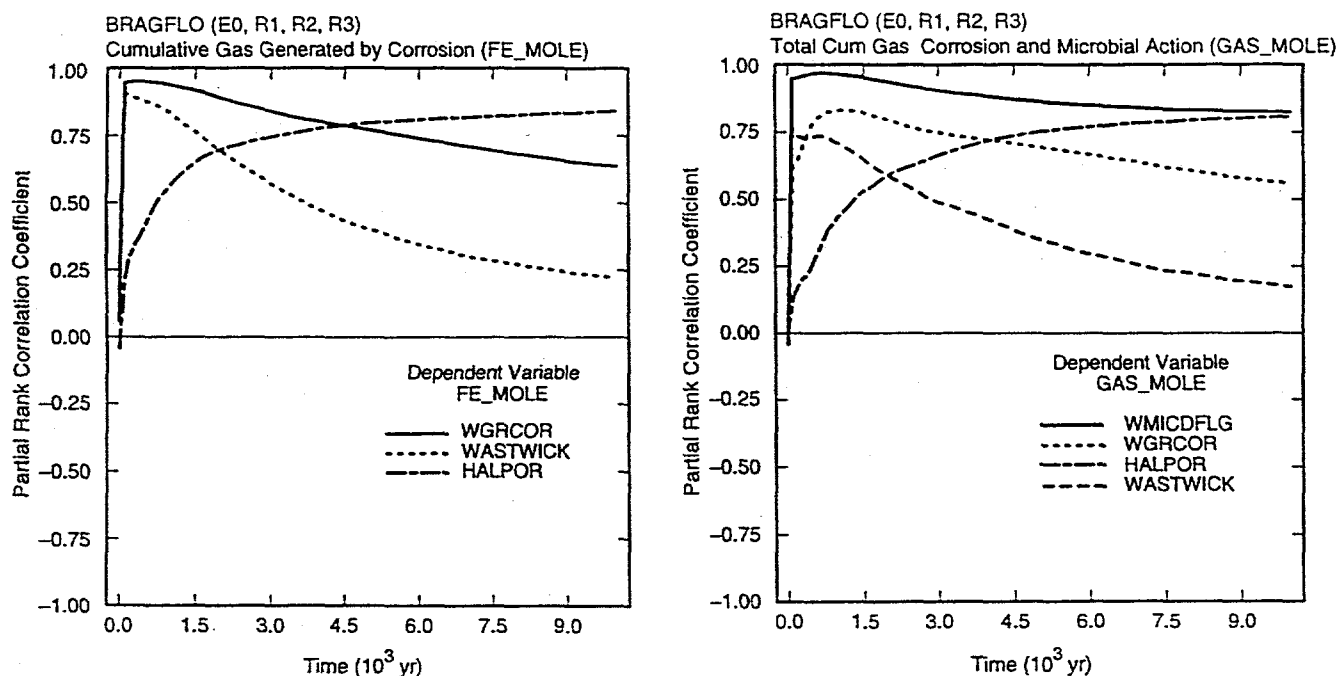 BRAGFLO (E0, R1, R2, R3)
Cumulative Gas Generated by Corrosion (FE_MOLE)
Partial Rank Correlation Coefficient
1.00
0.75
0.50
0.25
0.00
−0.25
−0.50
−0.75
−1.00
Dependent Variable
FE_MOLE
WGRCOR
WASTWICK
HALPOR
0.0 1.5 3.0 4.5 6.0 7.5 9.0
Time (10³ yr)
BRAGFLO (E0, R1, R2, R3)
Total Cum Gas Corrosion and Microbial Action (GAS_MOLE)
Partial Rank Correlation Coefficient
1.00
0.75
0.50
0.25
0.00
−0.25
−0.50
−0.75
−1.00
Dependent Variable
GAS_MOLE
WMICDFLG
WGRCOR
HALPOR
WASTWICK
0.0 1.5 3.0 4.5 6.0 7.5 9.0
Time (10³ yr)